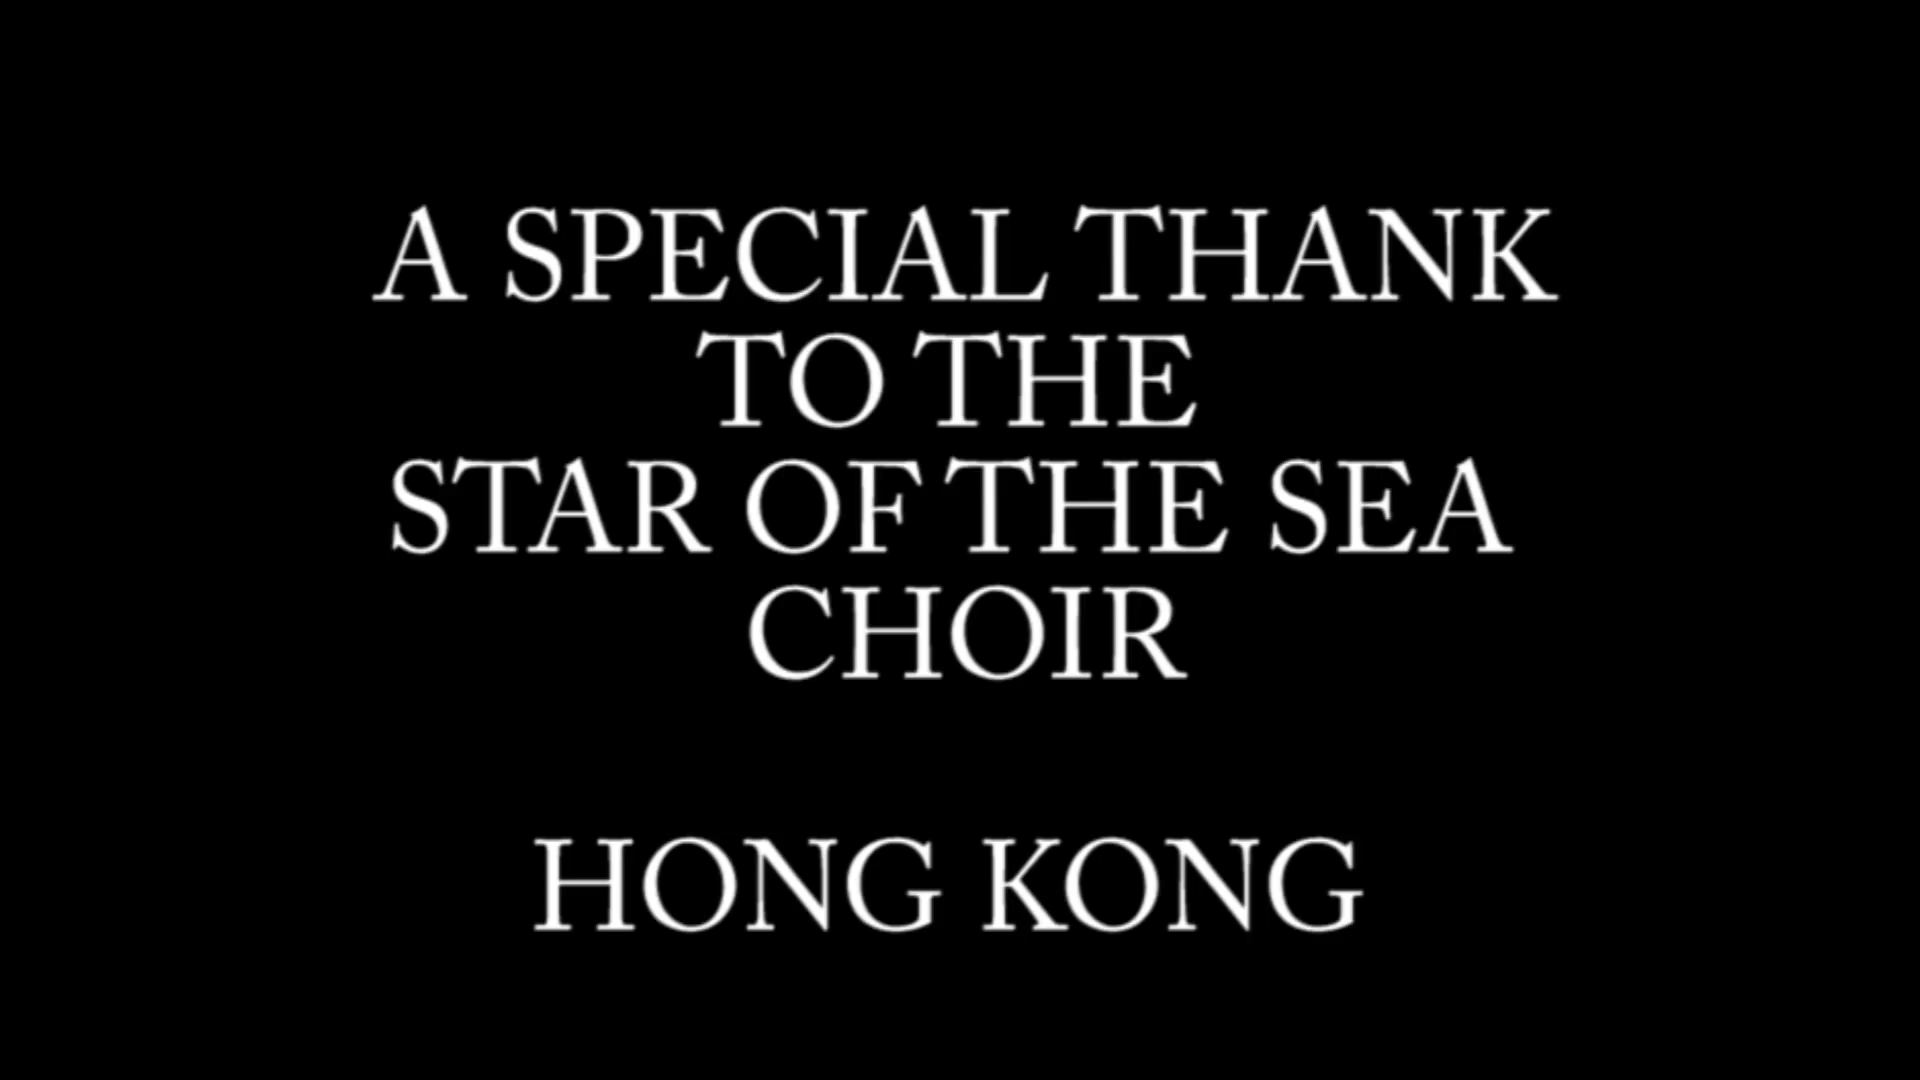 A SPECIAL THANK
TO THE
STAR OF THE SEA
CHOIR
HONG KONG